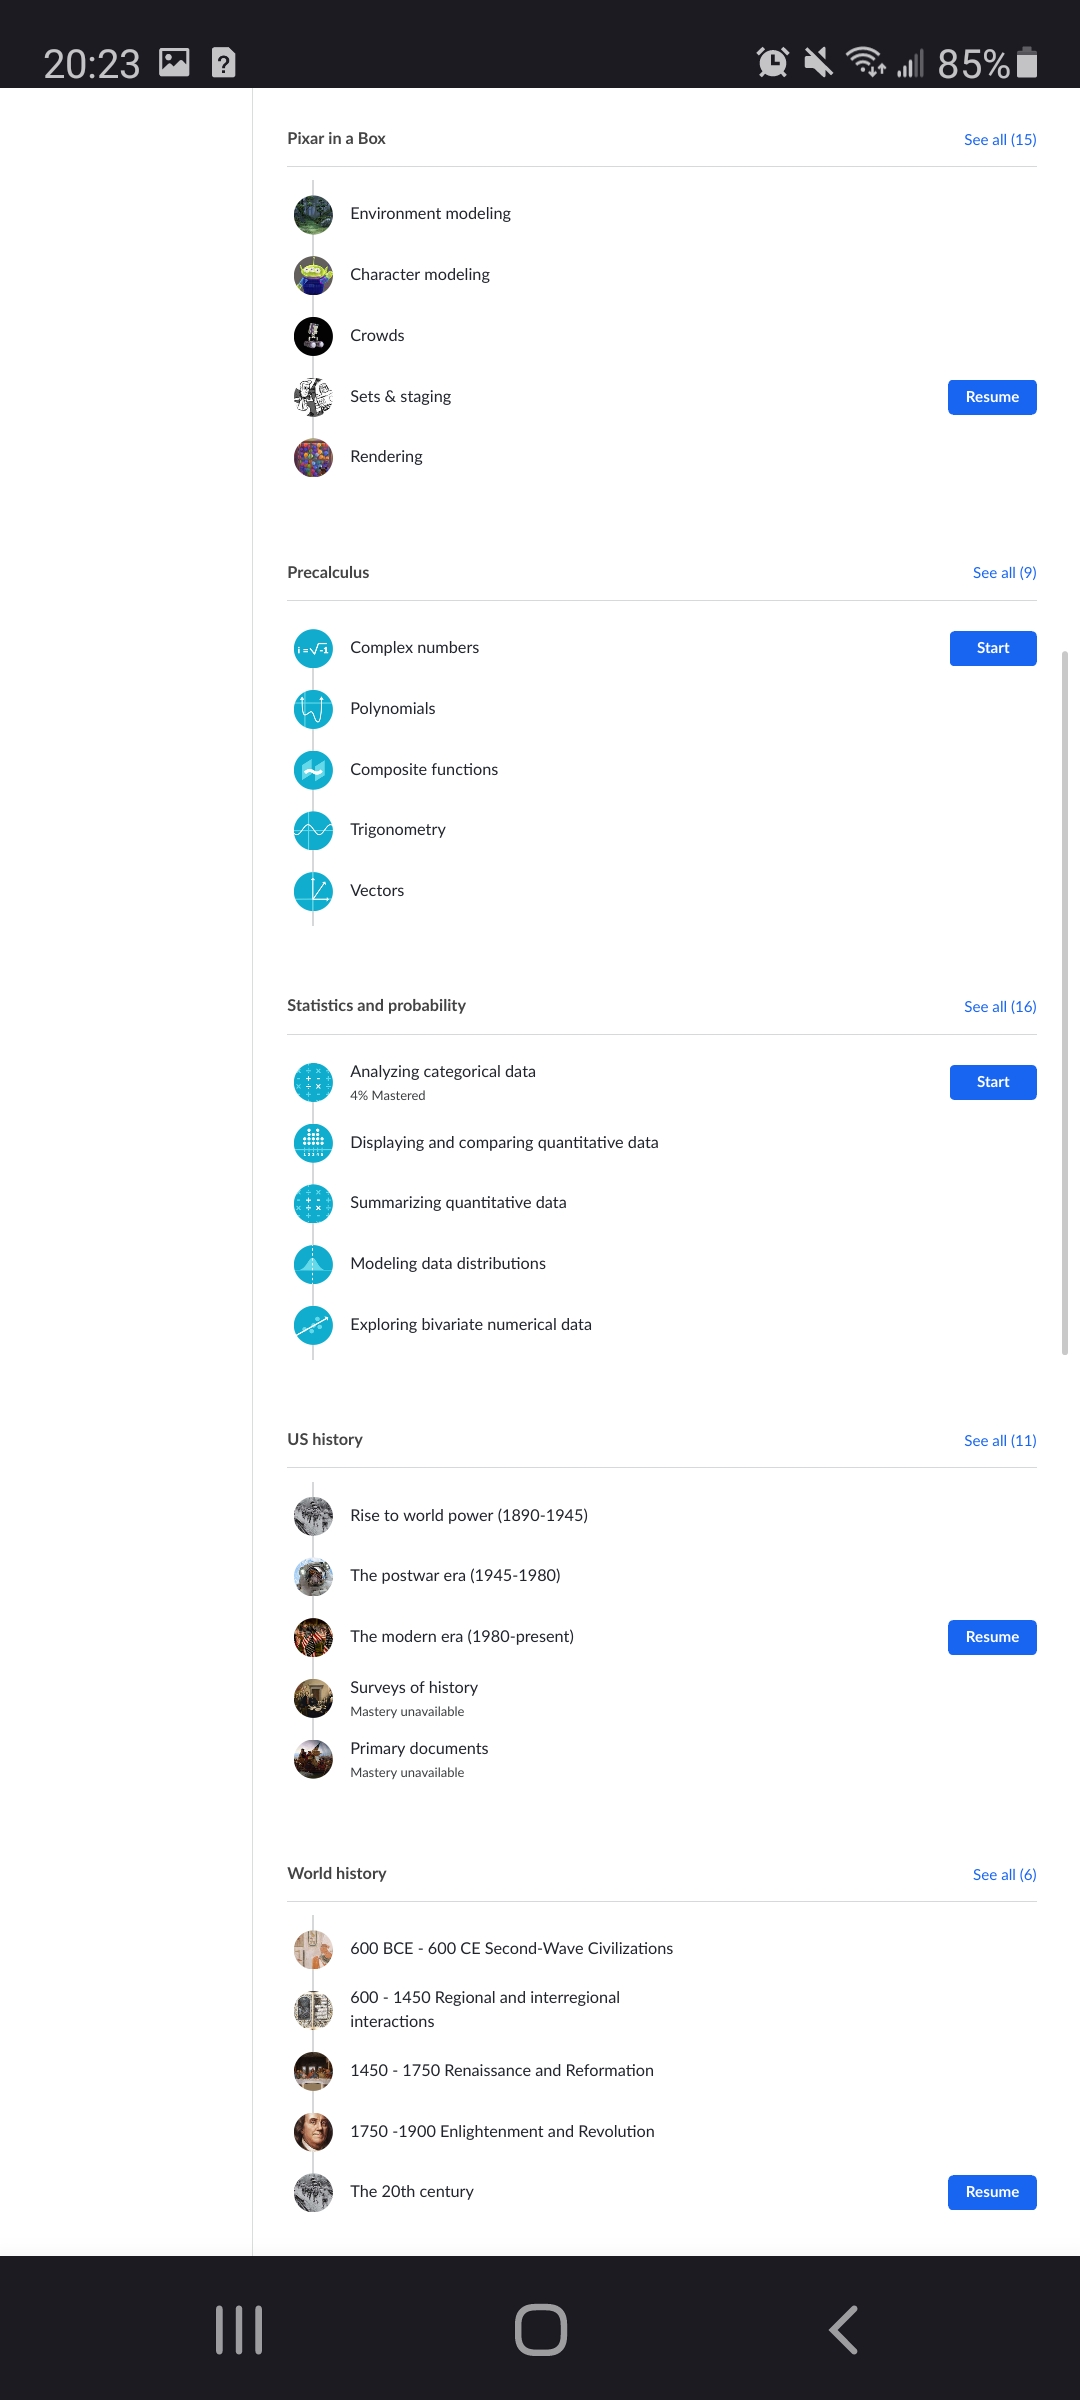 20:23
85%
Pixar in a Box
See all (15)
Environment modeling
Character modeling
Crowds
Sets & staging
Resume
Rendering
Precalculus
See all (9)
i = √-1
Complex numbers
Start
Polynomials
Composite functions
Trigonometry
Vectors
Statistics and probability
See all (16)
Analyzing categorical data
Start
4% Mastered
Displaying and comparing quantitative data
Summarizing quantitative data
Modeling data distributions
Exploring bivariate numerical data
US history
See all (11)
Rise to world power (1890-1945)
The postwar era (1945-1980)
The modern era (1980-present)
Resume
Surveys of history
Mastery unavailable
Primary documents
Mastery unavailable
World history
See all (6)
600 BCE - 600 CE Second-Wave Civilizations
600 - 1450 Regional and interregional
interactions
1450 - 1750 Renaissance and Reformation
1750 -1900 Enlightenment and Revolution
The 20th century
Resume